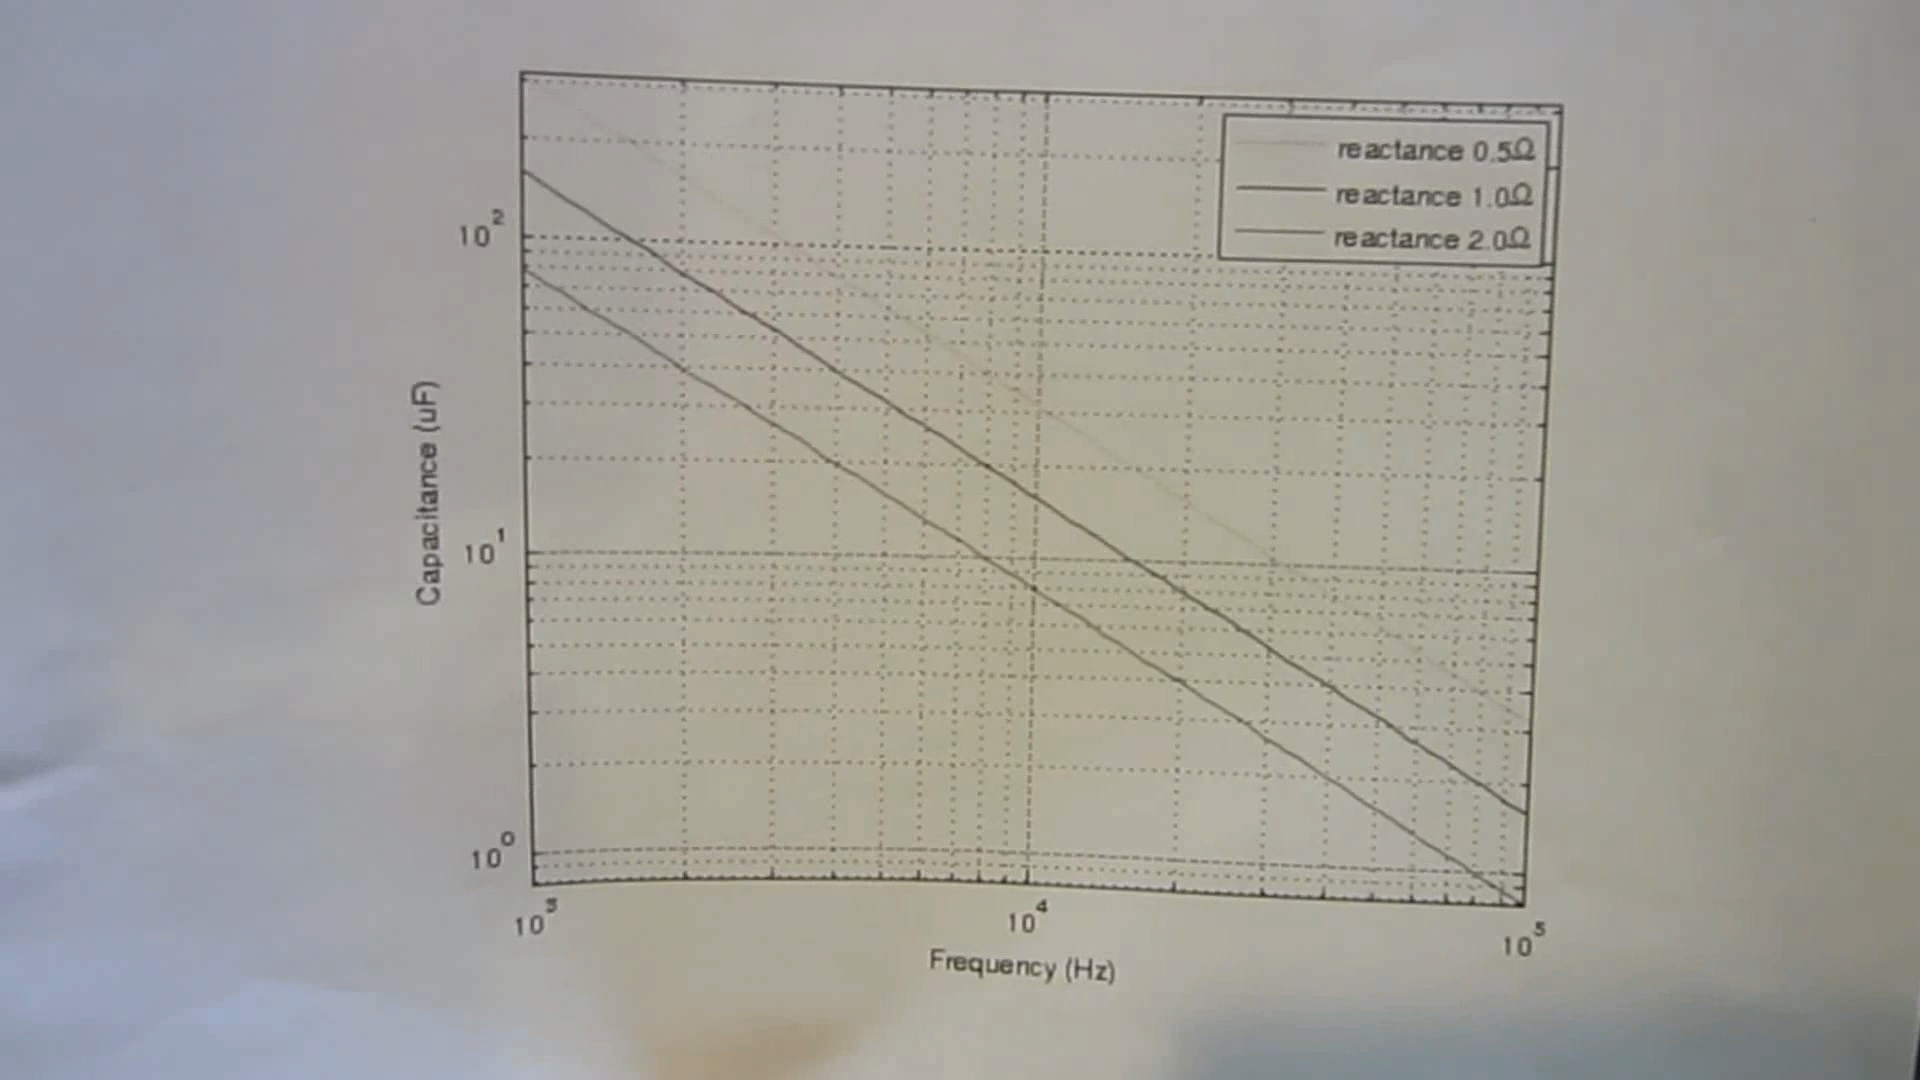 reactance 0.5Ω
reactance 1.0Ω
reactance 2.0Ω
Capacitance (uF)
10²
10¹
10⁰
10³
10⁴
10⁵
Frequency (Hz)